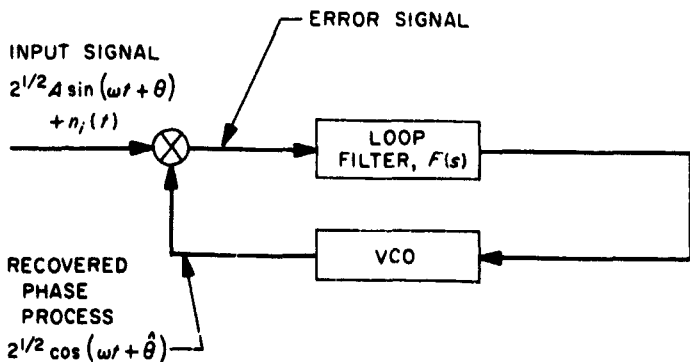 ERROR SIGNAL
INPUT SIGNAL
2^{1/2} A sin (ωt + θ)
+ n_i(t)
LOOP
FILTER, F(s)
VCO
RECOVERED
PHASE
PROCESS
2^{1/2} cos (ωt + θ̂)